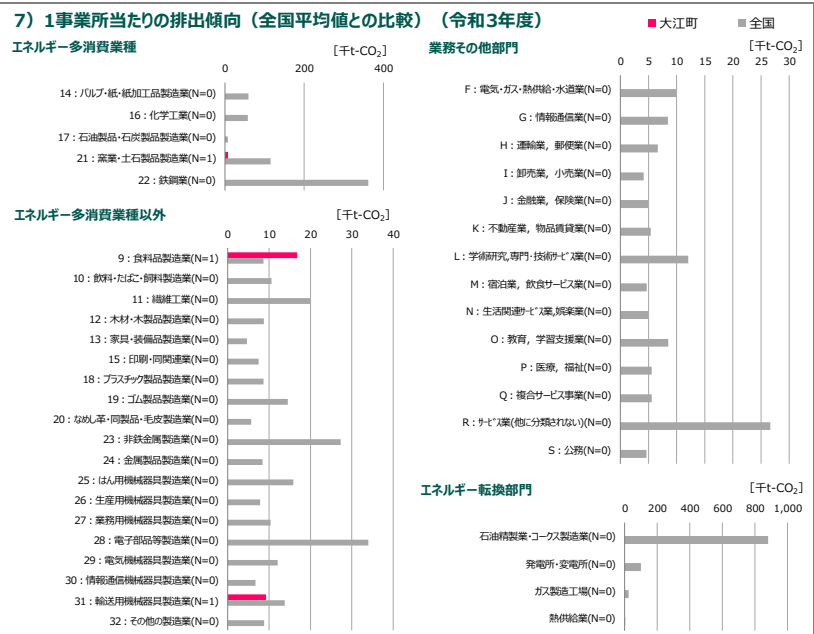 7）1事業所当たりの排出傾向（全国平均値との比較）（令和3年度）
■大江町 ■全国
エネルギー多消費業種
[千t-CO₂]
0 200 400
14：パルプ・紙・紙加工品製造業(N=0)
16：化学工業(N=0)
17：石油製品・石炭製品製造業(N=0)
21：窯業・土石製品製造業(N=1)
22：鉄鋼業(N=0)
エネルギー多消費業種以外
[千t-CO₂]
0 10 20 30 40
9：食料品製造業(N=1)
10：飲料・たばこ・飼料製造業(N=0)
11：繊維工業(N=0)
12：木材・木製品製造業(N=0)
13：家具・装備品製造業(N=0)
15：印刷・同関連業(N=0)
18：プラスチック製品製造業(N=0)
19：ゴム製品製造業(N=0)
20：なめし革・同製品・毛皮製造業(N=0)
23：非鉄金属製造業(N=0)
24：金属製品製造業(N=0)
25：はん用機械器具製造業(N=0)
26：生産用機械器具製造業(N=0)
27：業務用機械器具製造業(N=0)
28：電子部品等製造業(N=0)
29：電気機械器具製造業(N=0)
30：情報通信機械器具製造業(N=0)
31：輸送用機械器具製造業(N=1)
32：その他の製造業(N=0)
業務その他部門
[千t-CO₂]
0 5 10 15 20 25 30
F：電気・ガス・熱供給・水道業(N=0)
G：情報通信業(N=0)
H：運輸業，郵便業(N=0)
I：卸売業，小売業(N=0)
J：金融業，保険業(N=0)
K：不動産業，物品賃貸業(N=0)
L：学術研究,専門・技術ｻｰﾋﾞｽ業(N=0)
M：宿泊業，飲食サービス業(N=0)
N：生活関連ｻｰﾋﾞｽ業,娯楽業(N=0)
O：教育，学習支援業(N=0)
P：医療，福祉(N=0)
Q：複合サービス事業(N=0)
R：ｻｰﾋﾞｽ業(他に分類されない)(N=0)
S：公務(N=0)
エネルギー転換部門
[千t-CO₂]
0 200 400 600 800 1,000
石油精製業・コークス製造業(N=0)
発電所・変電所(N=0)
ガス製造工場(N=0)
熱供給業(N=0)